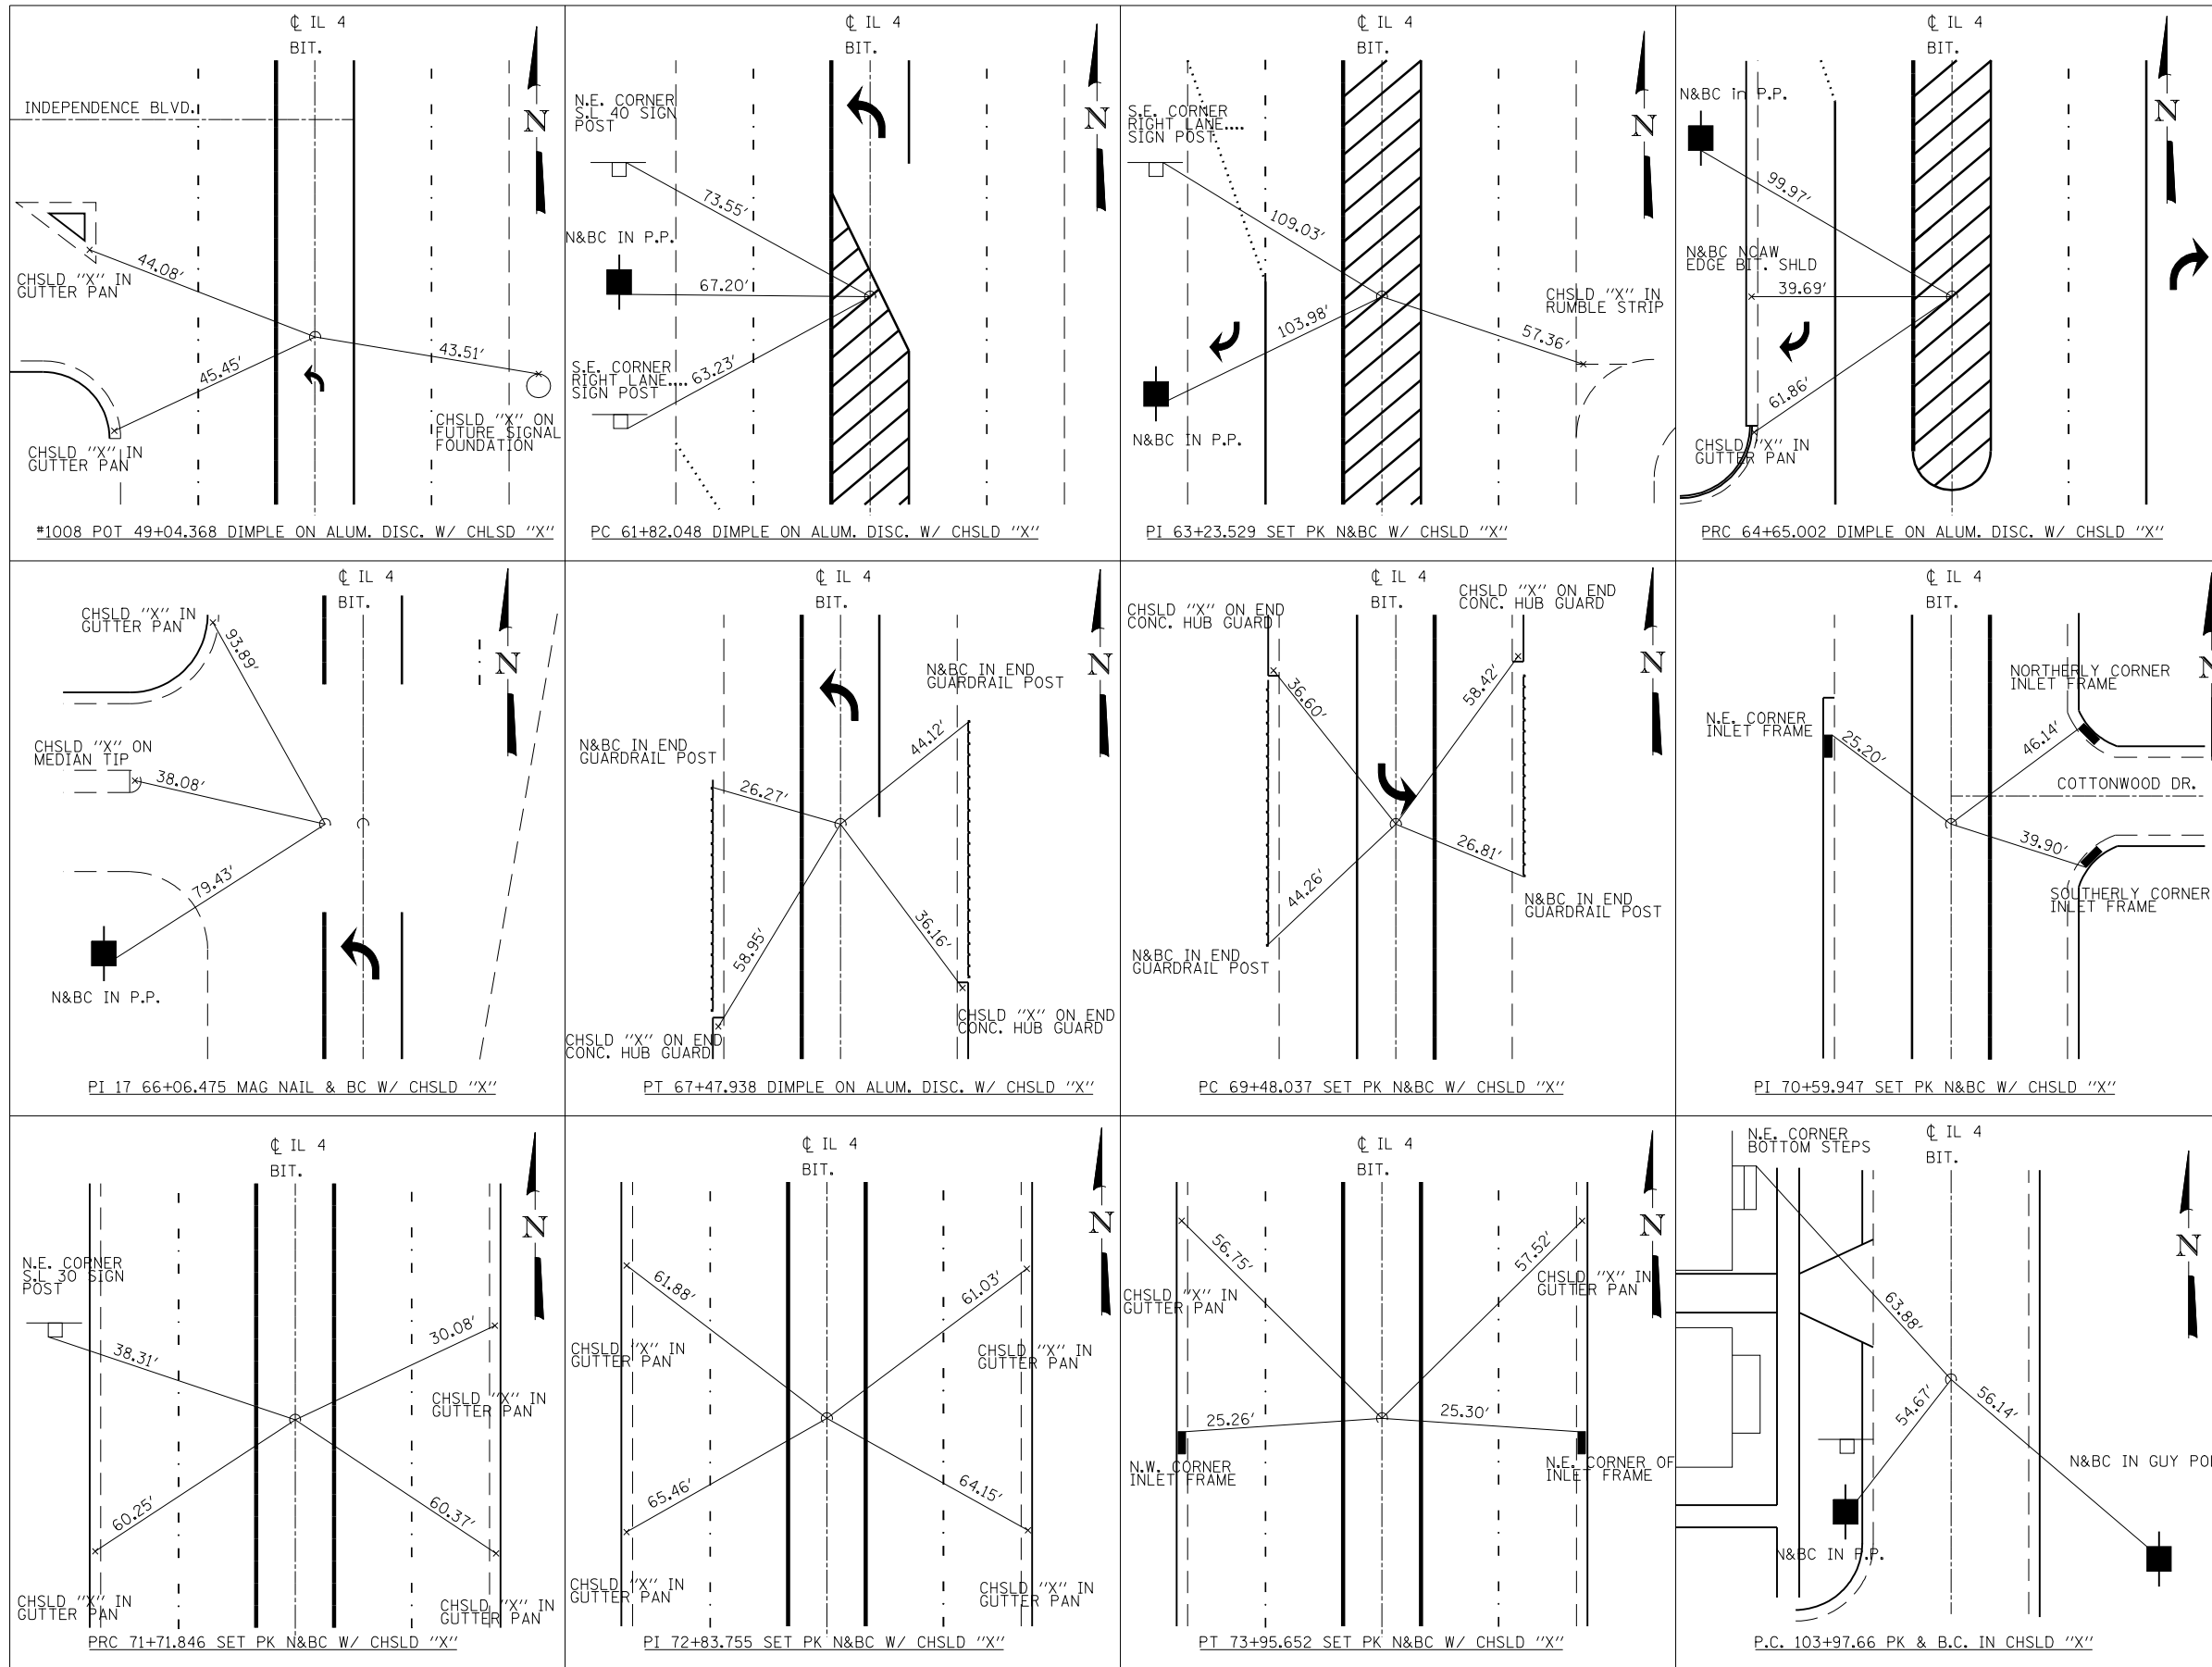 ℄ IL 4
BIT.
INDEPENDENCE BLVD.
N
44.08'
CHSLD "X" IN
GUTTER PAN
45.45'
43.51'
CHSLD "X" IN
GUTTER PAN
CHSLD "X" ON
FUTURE SIGNAL
FOUNDATION
#1008 POT 49+04.368 DIMPLE ON ALUM. DISC. W/ CHLSD "X"
℄ IL 4
BIT.
N.E. CORNER
S.L 40 SIGN
POST
N
73.55'
N&BC IN P.P.
67.20'
S.E. CORNER
RIGHT LANE....
SIGN POST
63.23'
PC 61+82.048 DIMPLE ON ALUM. DISC. W/ CHSLD "X"
℄ IL 4
BIT.
S.E. CORNER
RIGHT LANE....
SIGN POST
N
109.03'
103.98'
CHSLD "X" IN
RUMBLE STRIP
57.36'
N&BC IN P.P.
PI 63+23.529 SET PK N&BC W/ CHSLD "X"
℄ IL 4
BIT.
N&BC in P.P.
N
99.97'
N&BC NCAW
EDGE BIT. SHLD
39.69'
61.86'
CHSLD "X" IN
GUTTER PAN
PRC 64+65.002 DIMPLE ON ALUM. DISC. W/ CHSLD "X"
℄ IL 4
BIT.
CHSLD "X" IN
GUTTER PAN
93.89'
N
CHSLD "X" ON
MEDIAN TIP
38.08'
79.43'
N&BC IN P.P.
PI 17 66+06.475 MAG NAIL & BC W/ CHSLD "X"
℄ IL 4
BIT.
N
N&BC IN END
GUARDRAIL POST
44.12'
N&BC IN END
GUARDRAIL POST
26.27'
58.95'
36.16'
CHSLD "X" ON END
CONC. HUB GUARD
CHSLD "X" ON END
CONC. HUB GUARD
PT 67+47.938 DIMPLE ON ALUM. DISC. W/ CHSLD "X"
℄ IL 4
BIT.
CHSLD "X" ON END
CONC. HUB GUARD
CHSLD "X" ON END
CONC. HUB GUARD
N
36.60'
58.42'
44.26'
26.81'
N&BC IN END
GUARDRAIL POST
N&BC IN END
GUARDRAIL POST
PC 69+48.037 SET PK N&BC W/ CHSLD "X"
℄ IL 4
BIT.
N
NORTHERLY CORNER
INLET FRAME
N.E. CORNER
INLET FRAME
25.20'
46.14'
COTTONWOOD DR.
39.90'
SOUTHERLY CORNER
INLET FRAME
PI 70+59.947 SET PK N&BC W/ CHSLD "X"
℄ IL 4
BIT.
N
N.E. CORNER
S.L 30 SIGN
POST
38.31'
30.08'
CHSLD "X" IN
GUTTER PAN
60.25'
60.37'
CHSLD "X" IN
GUTTER PAN
CHSLD "X" IN
GUTTER PAN
PRC 71+71.846 SET PK N&BC W/ CHSLD "X"
℄ IL 4
BIT.
N
61.88'
61.03'
CHSLD "X" IN
GUTTER PAN
CHSLD "X" IN
GUTTER PAN
65.46'
64.15'
CHSLD "X" IN
GUTTER PAN
CHSLD "X" IN
GUTTER PAN
PI 72+83.755 SET PK N&BC W/ CHSLD "X"
℄ IL 4
BIT.
N
56.75'
57.52'
CHSLD "X" IN
GUTTER PAN
CHSLD "X" IN
GUTTER PAN
25.26'
25.30'
N.W. CORNER
INLET FRAME
N.E. CORNER OF
INLET FRAME
PT 73+95.652 SET PK N&BC W/ CHSLD "X"
N.E. CORNER
BOTTOM STEPS
℄ IL 4
BIT.
N
63.88'
54.67'
56.14'
N&BC IN GUY
N&BC IN P.P.
P.C. 103+97.66 PK & B.C. IN CHSLD "X"